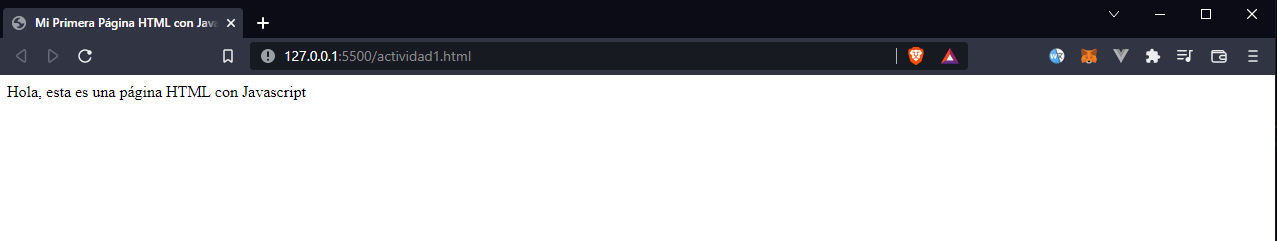 Mi Primera Página HTML con Java
127.0.0.1:5500/actividad1.html
Hola, esta es una página HTML con Javascript